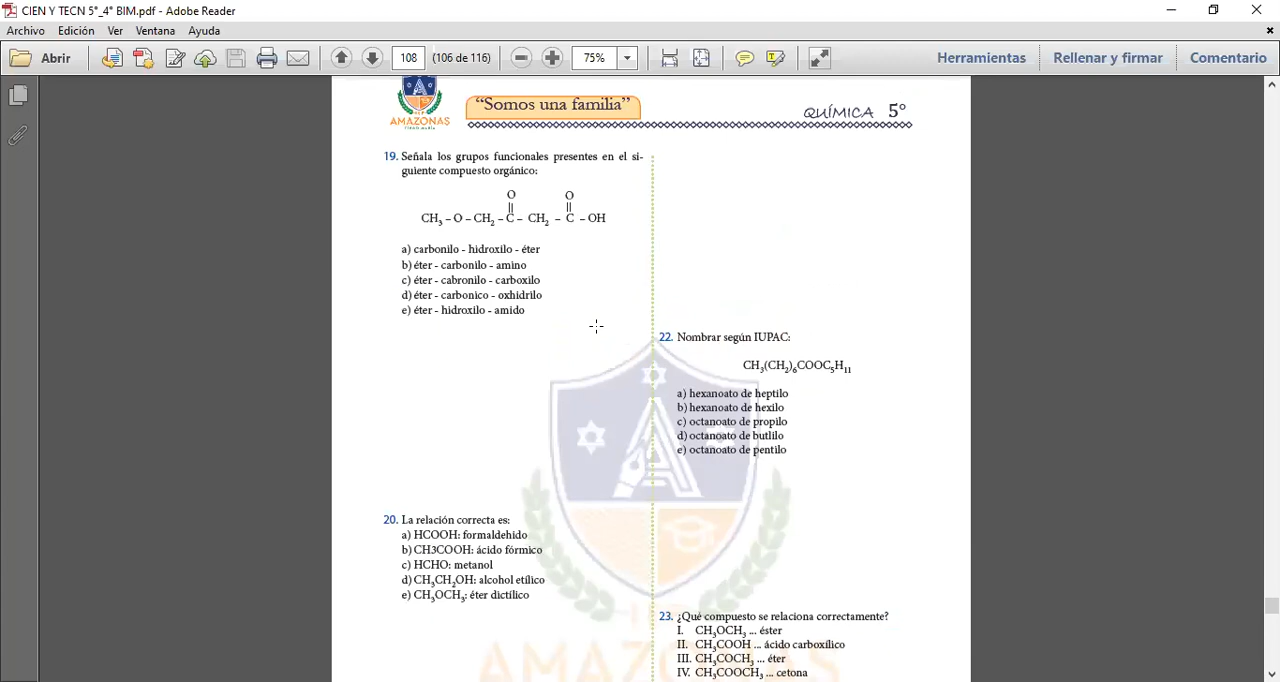 CIEN Y TECN 5°_4° BIM.pdf - Adobe Reader
Archivo Edición Ver Ventana Ayuda
Abrir 108 (106 de 116) 75% Herramientas Rellenar y firmar Comentario
AMAZONAS
“Somos una familia”
QUÍMICA 5°
19. Señala los grupos funcionales presentes en el si-
guiente compuesto orgánico:
O O
|| ||
CH3 – O – CH2 – C – CH2 – C – OH
a) carbonilo - hidroxilo - éter
b) éter - carbonilo - amino
c) éter - cabronilo - carboxilo
d) éter - carbonico - oxhidrilo
e) éter - hidroxilo - amido
20. La relación correcta es:
a) HCOOH: formaldehido
b) CH3COOH: ácido fórmico
c) HCHO: metanol
d) CH3CH2OH: alcohol etílico
e) CH3OCH3: éter dictílico
22. Nombrar según IUPAC:
CH3(CH2)6COOC5H11
a) hexanoato de heptilo
b) hexanoato de hexilo
c) octanoato de propilo
d) octanoato de butlilo
e) octanoato de pentilo
23. ¿Qué compuesto se relaciona correctamente?
I. CH3OCH3 ... éster
II. CH3COOH ... ácido carboxílico
III. CH3COCH3 ... éter
IV. CH3COOCH3 ... cetona
AMAZONAS